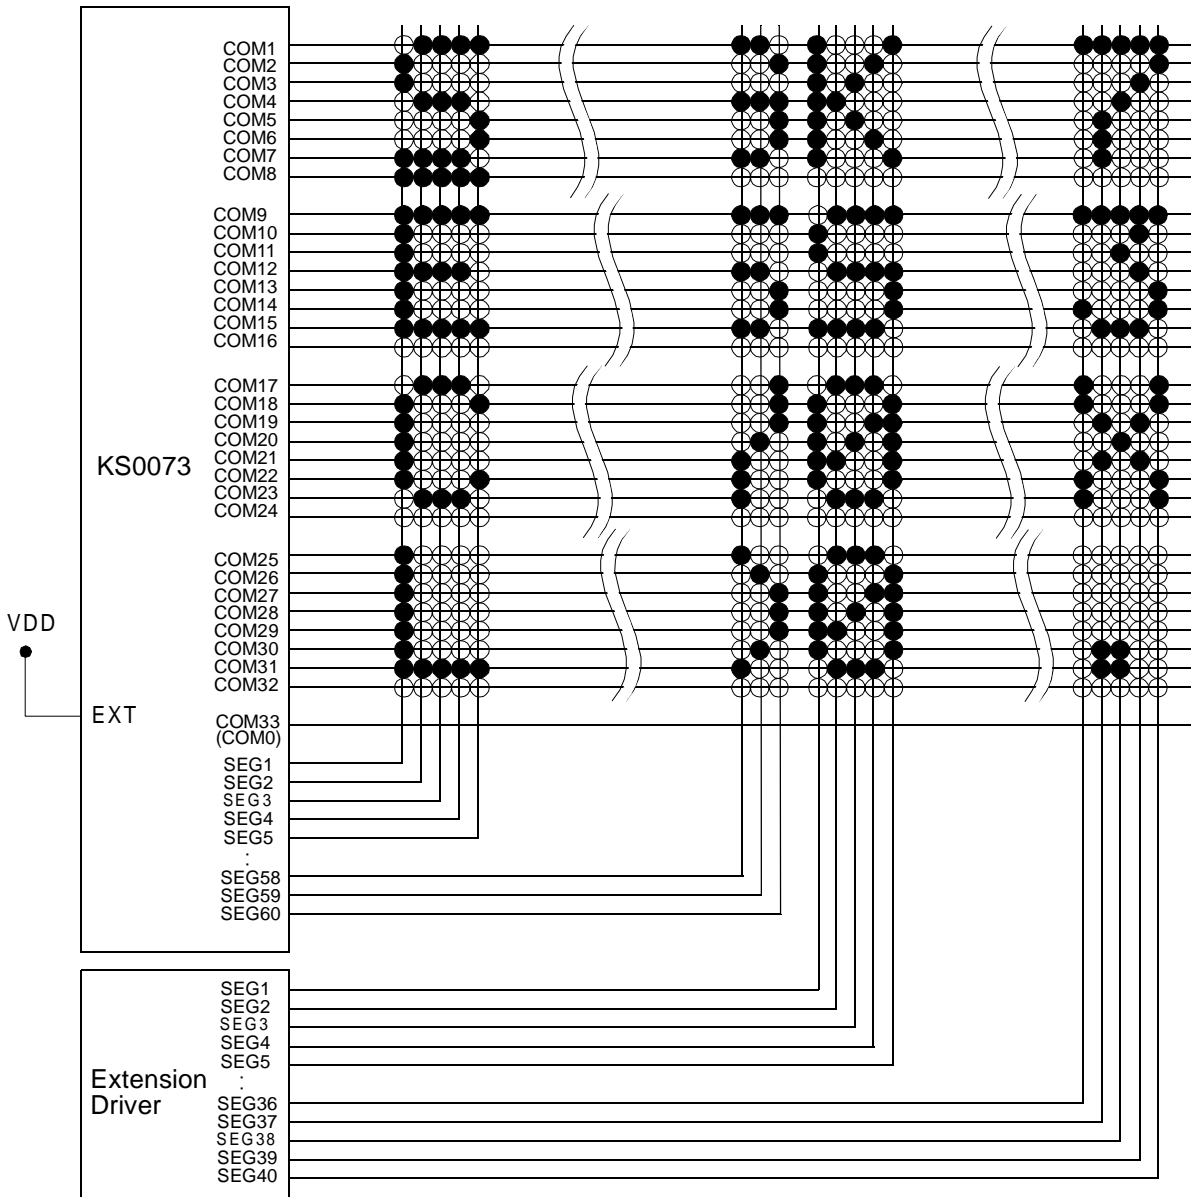 COM1
COM2
COM3
COM4
COM5
COM6
COM7
COM8
COM9
COM10
COM11
COM12
COM13
COM14
COM15
COM16
COM17
COM18
COM19
COM20
COM21
COM22
COM23
COM24
KS0073
COM25
COM26
COM27
COM28
COM29
COM30
COM31
COM32
VDD
EXT
COM33
(COM0)
SEG1
SEG2
SEG3
SEG4
SEG5
:
SEG58
SEG59
SEG60
SEG1
SEG2
SEG3
SEG4
SEG5
:
Extension
Driver
SEG36
SEG37
SEG38
SEG39
SEG40